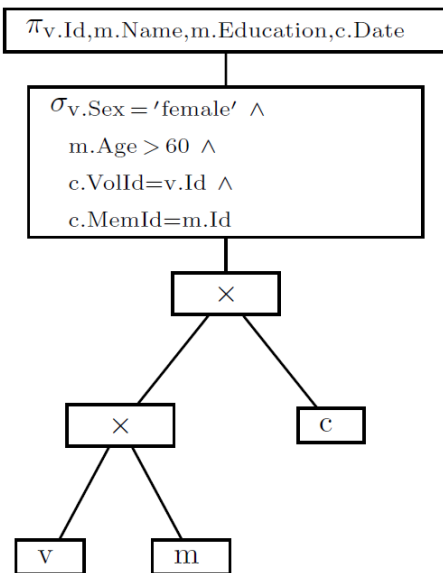 πv.Id,m.Name,m.Education,c.Date
σv.Sex = 'female' ∧
m.Age > 60 ∧
c.VolId=v.Id ∧
c.MemId=m.Id
×
×
c
v
m